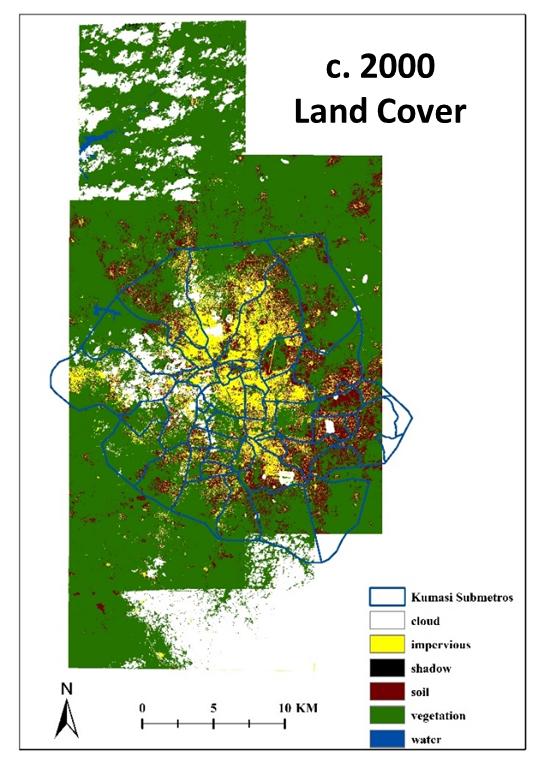 c. 2000
Land Cover
Kumasi Submetros
cloud
impervious
shadow
soil
vegetation
water
N
0 5 10 KM